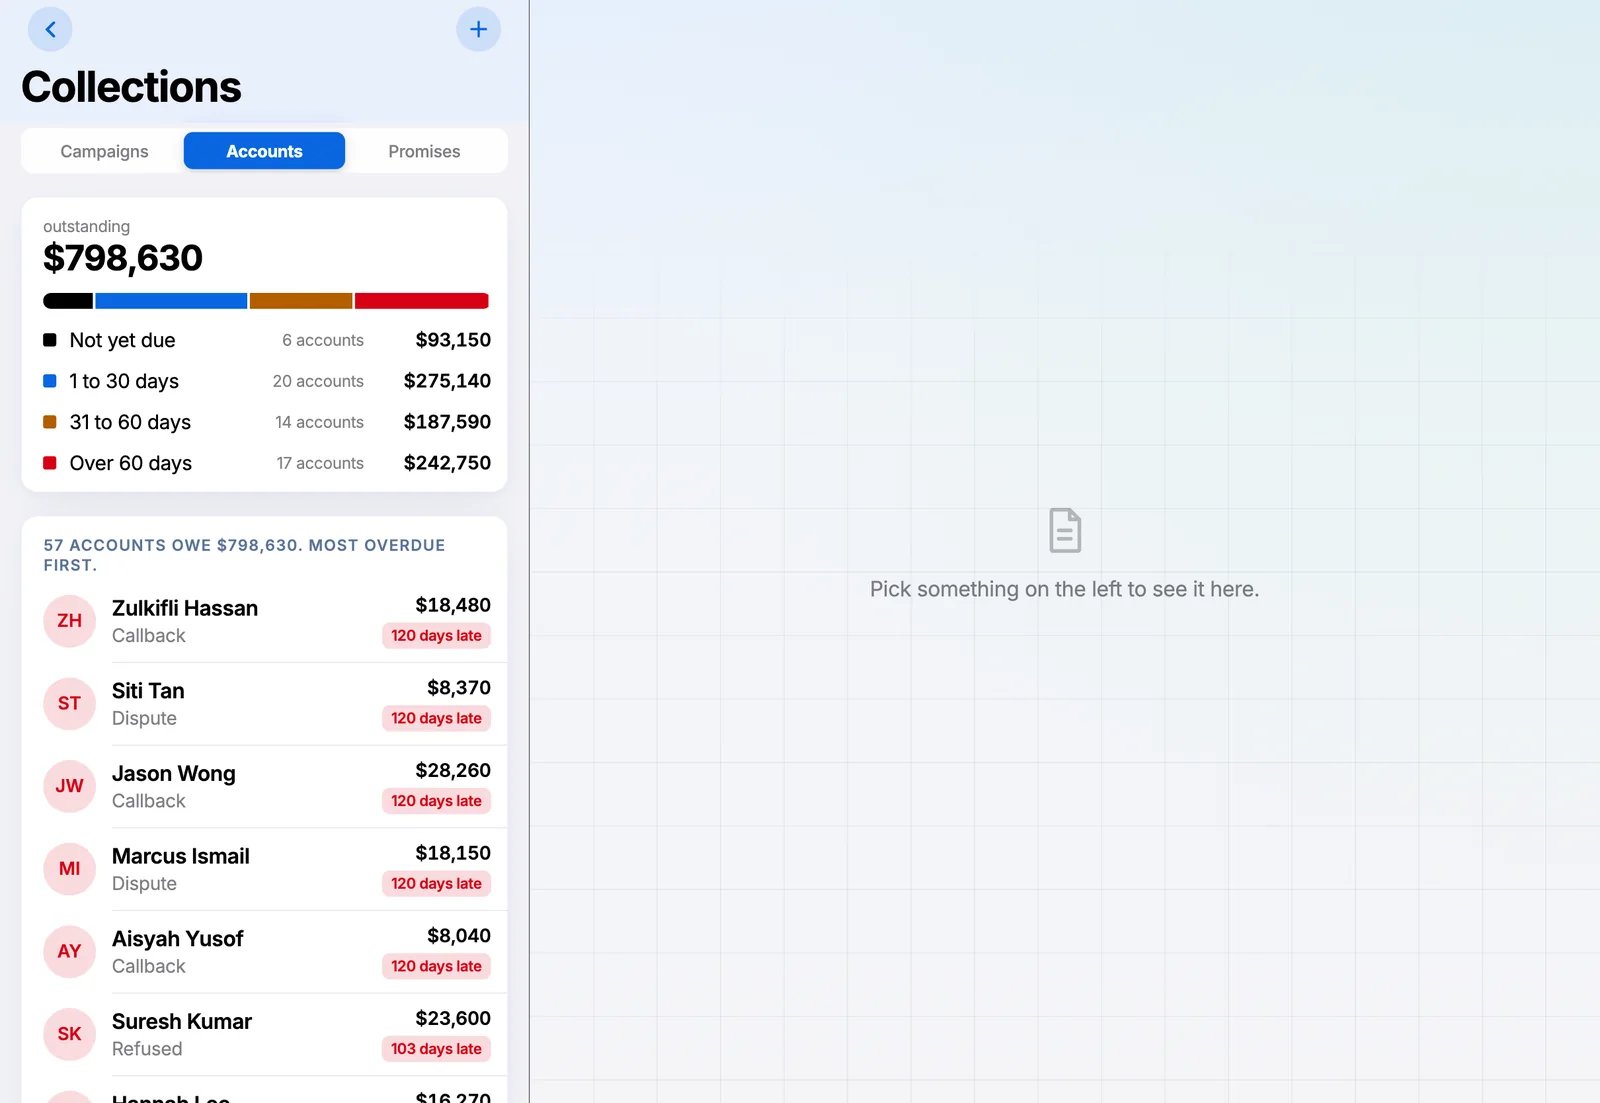 Collections
Campaigns
Accounts
Promises
outstanding
$798,630
Not yet due 6 accounts $93,150
1 to 30 days 20 accounts $275,140
31 to 60 days 14 accounts $187,590
Over 60 days 17 accounts $242,750
57 ACCOUNTS OWE $798,630. MOST OVERDUE
FIRST.
ZH Zulkifli Hassan $18,480
Callback 120 days late
ST Siti Tan $8,370
Dispute 120 days late
JW Jason Wong $28,260
Callback 120 days late
MI Marcus Ismail $18,150
Dispute 120 days late
AY Aisyah Yusof $8,040
Callback 120 days late
SK Suresh Kumar $23,600
Refused 103 days late
Hannah Lee $16,270
Pick something on the left to see it here.